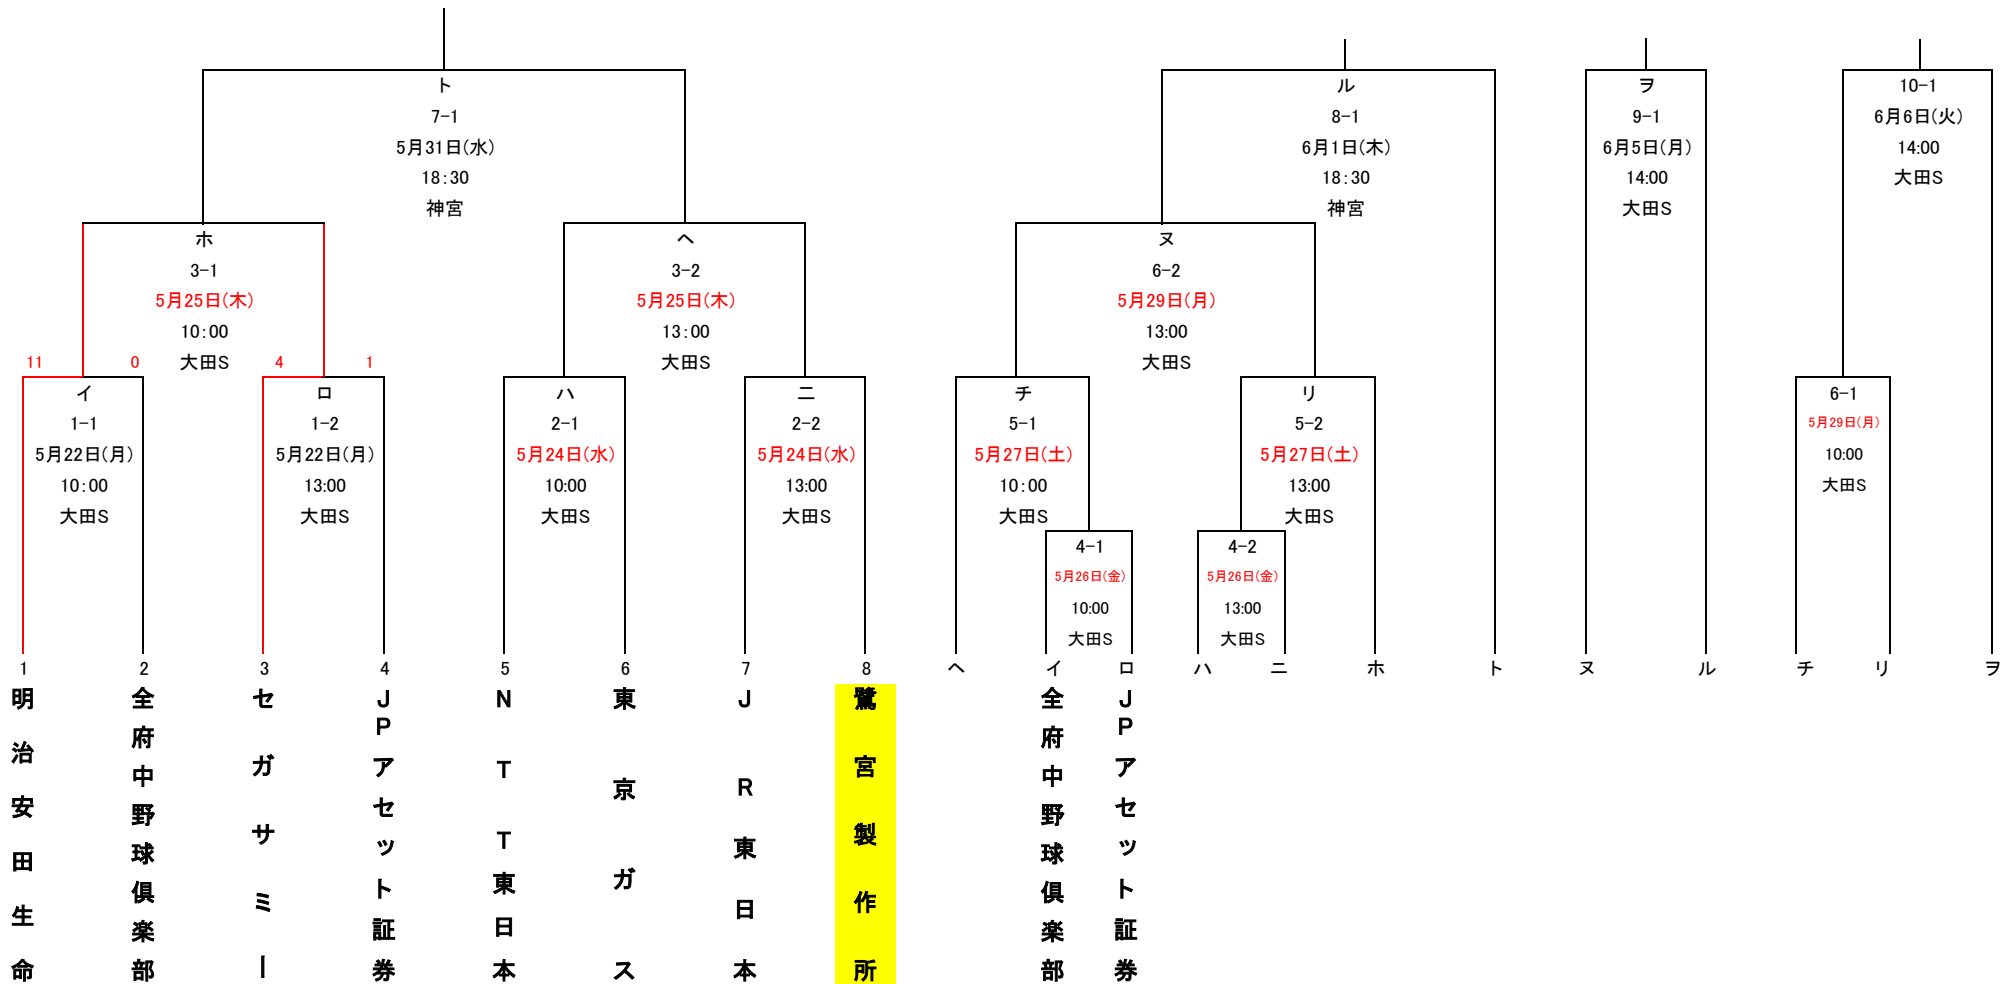 ト
7-1
5月31日(水)
18:30
神宮
ル
8-1
6月1日(木)
18:30
神宮
ヲ
9-1
6月5日(月)
14:00
大田S
10-1
6月6日(火)
14:00
大田S
ホ
3-1
5月25日(木)
10:00
大田S
ヘ
3-2
5月25日(木)
13:00
大田S
ヌ
6-2
5月29日(月)
13:00
大田S
11
0
4
1
イ
1-1
5月22日(月)
10:00
大田S
ロ
1-2
5月22日(月)
13:00
大田S
ハ
2-1
5月24日(水)
10:00
大田S
ニ
2-2
5月24日(水)
13:00
大田S
チ
5-1
5月27日(土)
10:00
大田S
リ
5-2
5月27日(土)
13:00
大田S
6-1
5月29日(月)
10:00
大田S
4-1
5月26日(金)
10:00
大田S
4-2
5月26日(金)
13:00
大田S
1
2
3
4
5
6
7
8
ヘ
イ
ロ
ハ
ニ
ホ
ト
ヌ
ル
チ
リ
ヲ
明治安田生命
全府中野球倶楽部
セガサミー
JPアセット証券
NTT東日本
東京ガス
JR東日本
鷺宮製作所
全府中野球倶楽部
JPアセット証券